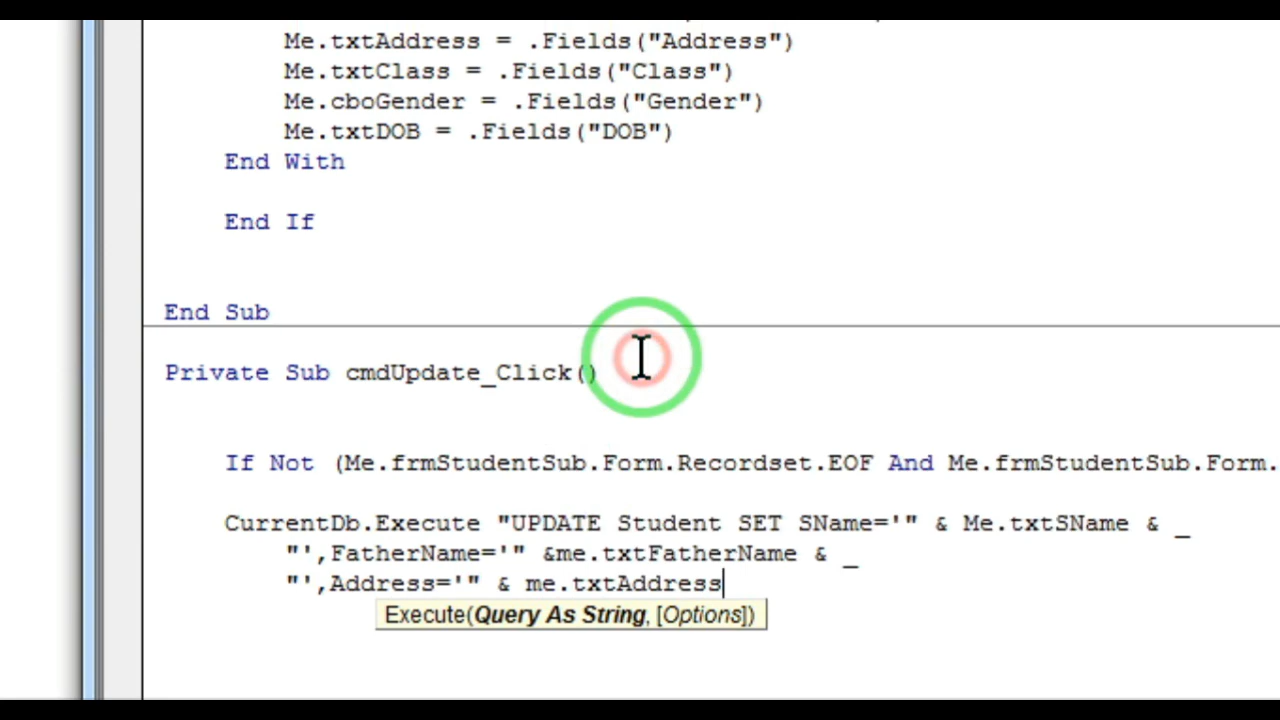 Me.txtAddress = .Fields("Address")
Me.txtClass = .Fields("Class")
Me.cboGender = .Fields("Gender")
Me.txtDOB = .Fields("DOB")
End With
End If
End Sub
Private Sub cmdUpdate_Click()
If Not (Me.frmStudentSub.Form.Recordset.EOF And Me.frmStudentSub.Form.
CurrentDb.Execute "UPDATE Student SET SName='" & Me.txtSName & _
"',FatherName='" &me.txtFatherName & _
"',Address='" & me.txtAddress
Execute(Query As String, [Options])